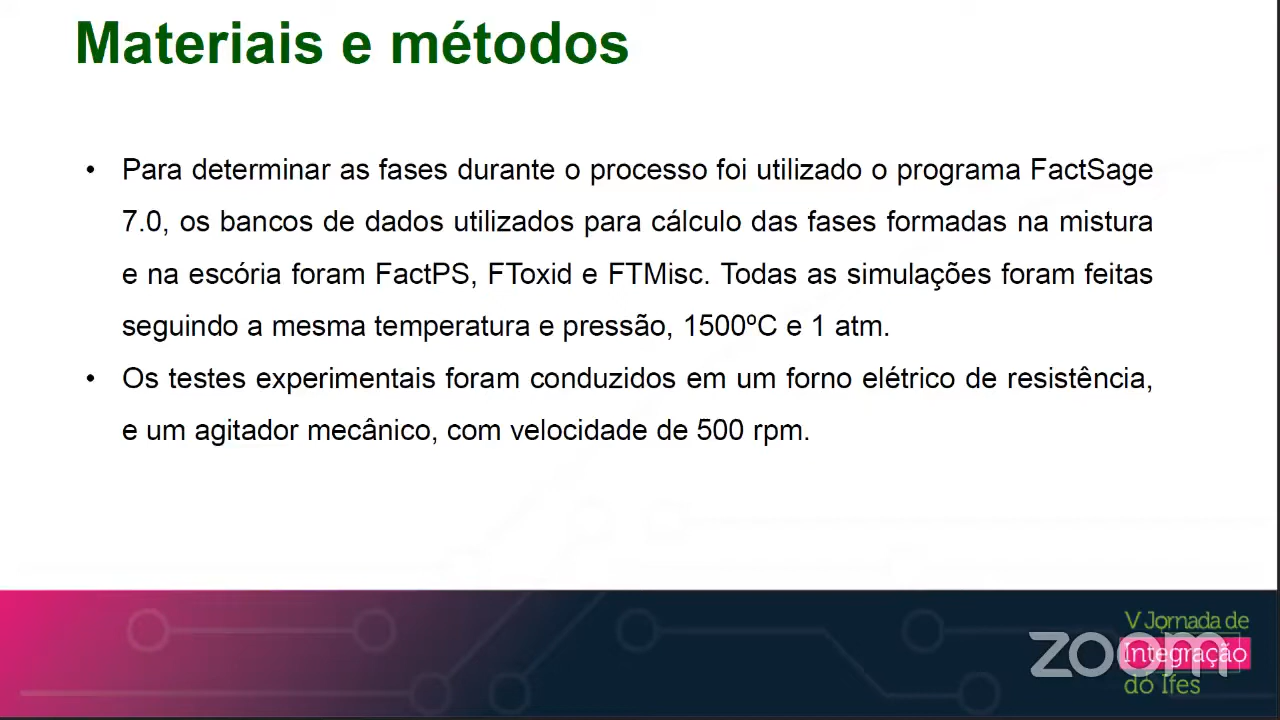 Materiais e métodos
• Para determinar as fases durante o processo foi utilizado o programa FactSage
7.0, os bancos de dados utilizados para cálculo das fases formadas na mistura
e na escória foram FactPS, FToxid e FTMisc. Todas as simulações foram feitas
seguindo a mesma temperatura e pressão, 1500ºC e 1 atm.
• Os testes experimentais foram conduzidos em um forno elétrico de resistência,
e um agitador mecânico, com velocidade de 500 rpm.
V Jornada de
Integração
do Ifes
zoom